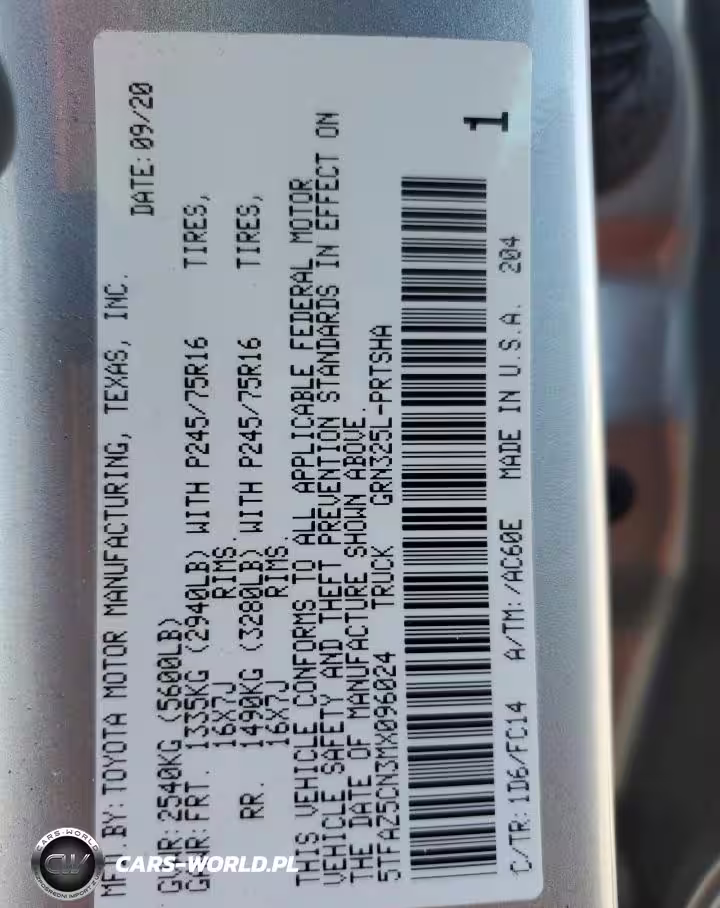 MFD. BY: TOYOTA MOTOR MANUFACTURING, TEXAS, INC.
DATE: 09/20
GVWR: 2540KG (5600LB)
GAWR: FRT. 1335KG (2940LB) WITH P245/75R16 TIRES,
16X7J RIMS.
RR. 1490KG (3280LB) WITH P245/75R16 TIRES,
16X7J RIMS.
THIS VEHICLE CONFORMS TO ALL APPLICABLE FEDERAL MOTOR
VEHICLE SAFETY AND THEFT PREVENTION STANDARDS IN EFFECT ON
THE DATE OF MANUFACTURE SHOWN ABOVE.
5TFAZ5CN3MX096024 TRUCK GRN325L-PRTSHA
1
C/TR: 1D6/FC14 A/TM: /AC60E MADE IN U.S.A. 204
CARS-WORLD
CW
CARS-WORLD.PL